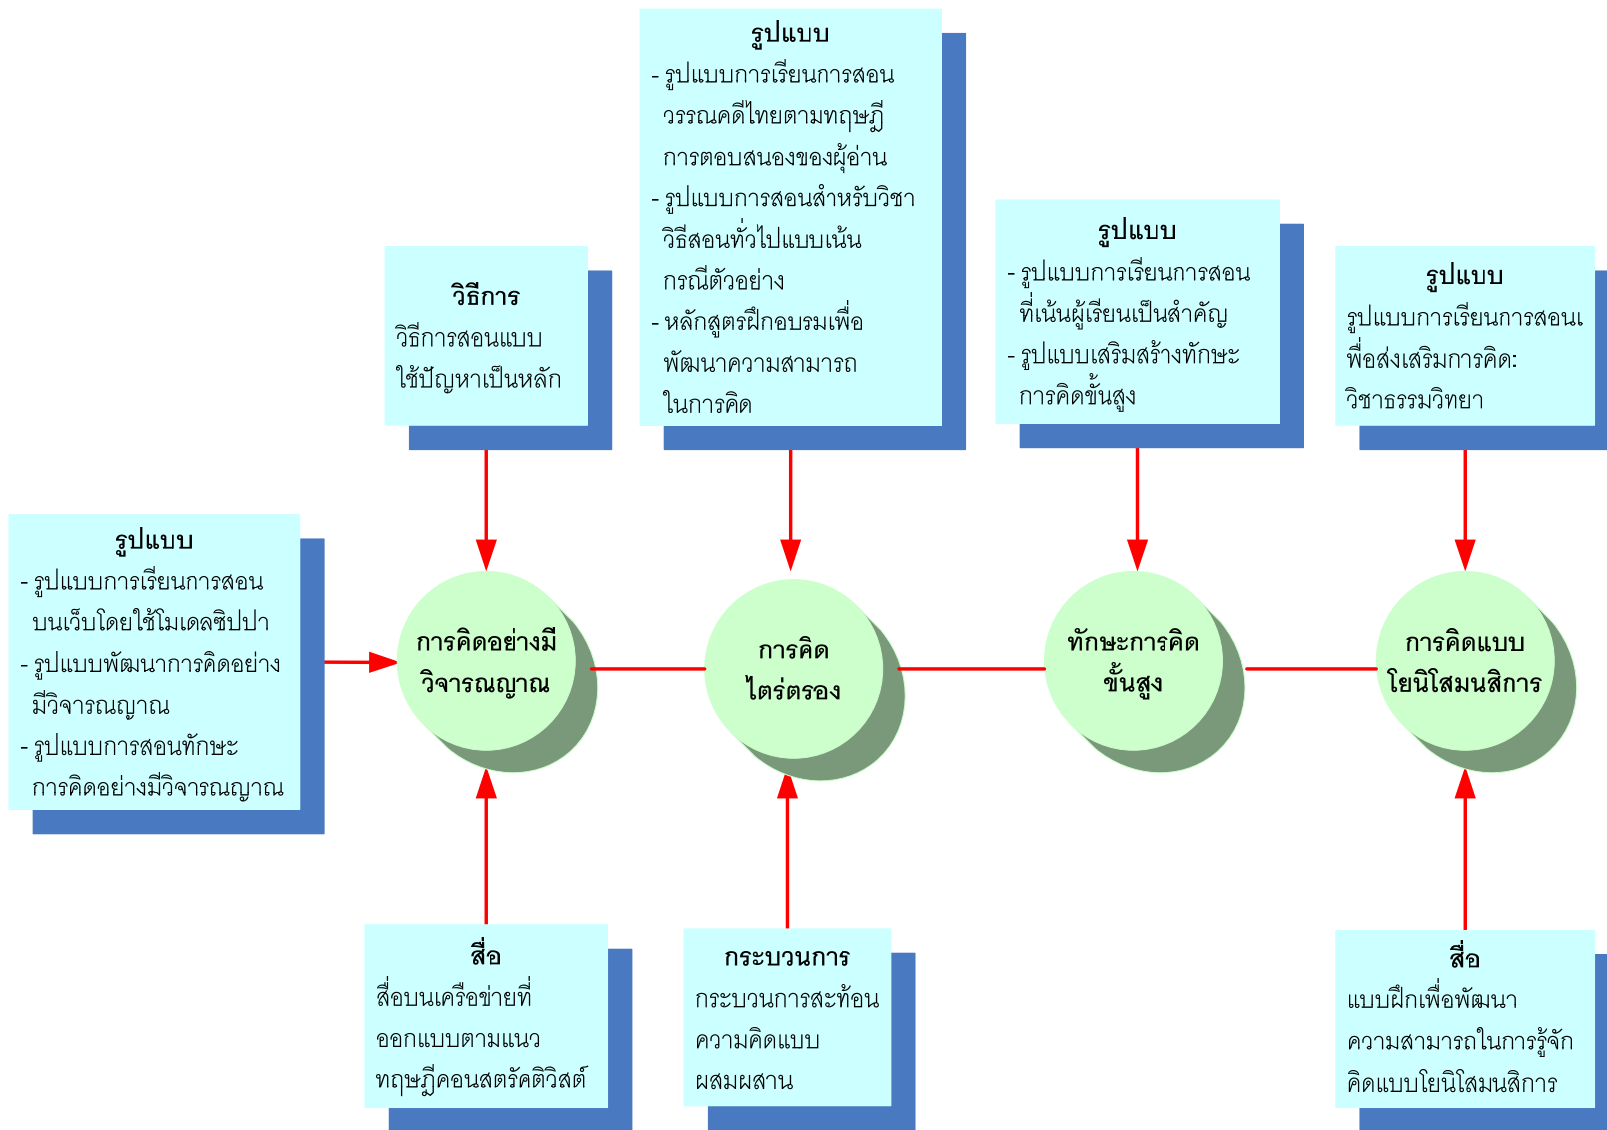 รูปแบบ
- รูปแบบการเรียนการสอน
วรรณคดีไทยตามทฤษฎี
การตอบสนองของผู้อ่าน
- รูปแบบการสอนสำหรับวิชา
วิธีสอนทั่วไปแบบเน้น
กรณีตัวอย่าง
- หลักสูตรฝึกอบรมเพื่อ
พัฒนาความสามารถ
ในการคิด
รูปแบบ
- รูปแบบการเรียนการสอน
ที่เน้นผู้เรียนเป็นสำคัญ
- รูปแบบเสริมสร้างทักษะ
การคิดขั้นสูง
วิธีการ
วิธีการสอนแบบ
ใช้ปัญหาเป็นหลัก
รูปแบบ
รูปแบบการเรียนการสอนเ
พื่อส่งเสริมการคิด:
วิชาธรรมวิทยา
รูปแบบ
- รูปแบบการเรียนการสอน
บนเว็บโดยใช้โมเดลซิปปา
- รูปแบบพัฒนาการคิดอย่าง
มีวิจารณญาณ
- รูปแบบการสอนทักษะ
การคิดอย่างมีวิจารณญาณ
การคิดอย่างมี
วิจารณญาณ
การคิด
ไตร่ตรอง
ทักษะการคิด
ขั้นสูง
การคิดแบบ
โยนิโสมนสิการ
สื่อ
สื่อบนเครือข่ายที่
ออกแบบตามแนว
ทฤษฎีคอนสตรัคติวิสต์
กระบวนการ
กระบวนการสะท้อน
ความคิดแบบ
ผสมผสาน
สื่อ
แบบฝึกเพื่อพัฒนา
ความสามารถในการรู้จัก
คิดแบบโยนิโสมนสิการ